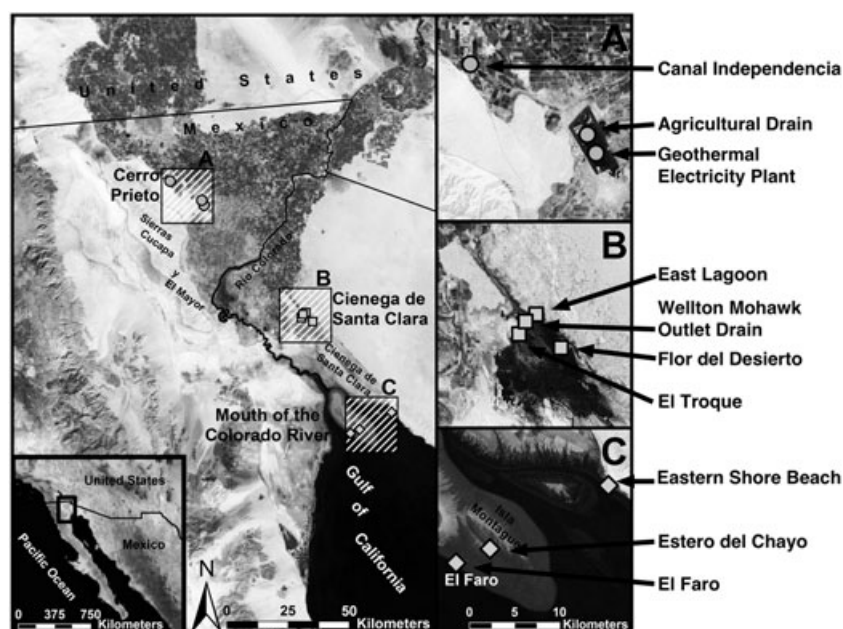 United States
Mexico
A
Cerro
Prieto
Sierras
Cucapa
y
El Mayor
Rio Colorado
B
Cienega de
Santa Clara
Cienega de
Santa Clara
C
Mouth of the
Colorado River
Gulf
of
California
N
0 25 50
Kilometers
United States
Mexico
Pacific Ocean
0 375 750
Kilometers
A
Canal Independencia
Agricultural Drain
Geothermal
Electricity Plant
B
East Lagoon
Wellton Mohawk
Outlet Drain
Flor del Desierto
El Troque
C
Eastern Shore Beach
Isla
Montague
Estero del Chayo
El Faro
El Faro
0 5 10
Kilometers